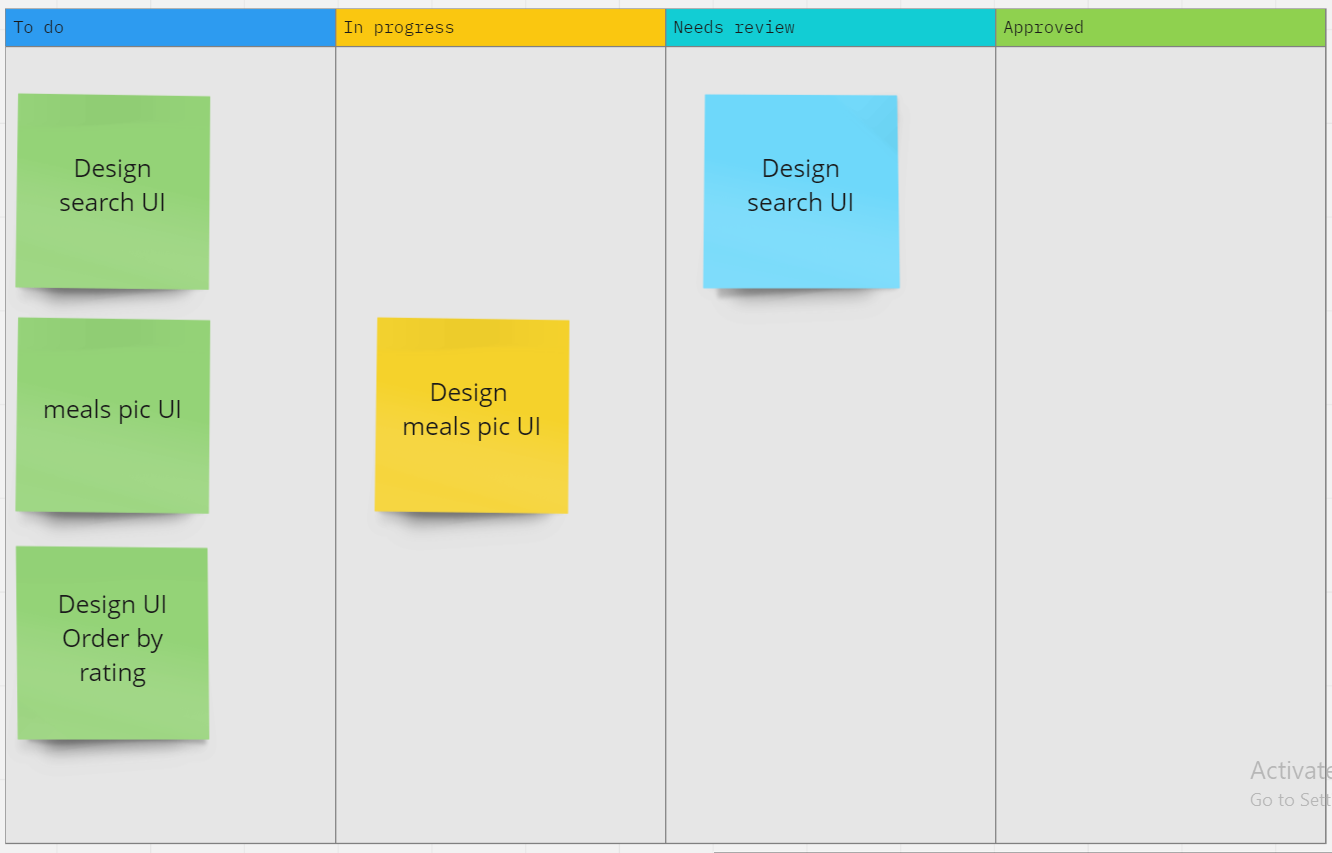 To do
In progress
Needs review
Approved
Design
search UI
Design
search UI
meals pic UI
Design
meals pic UI
Design UI
Order by
rating
Activate
Go to Sett